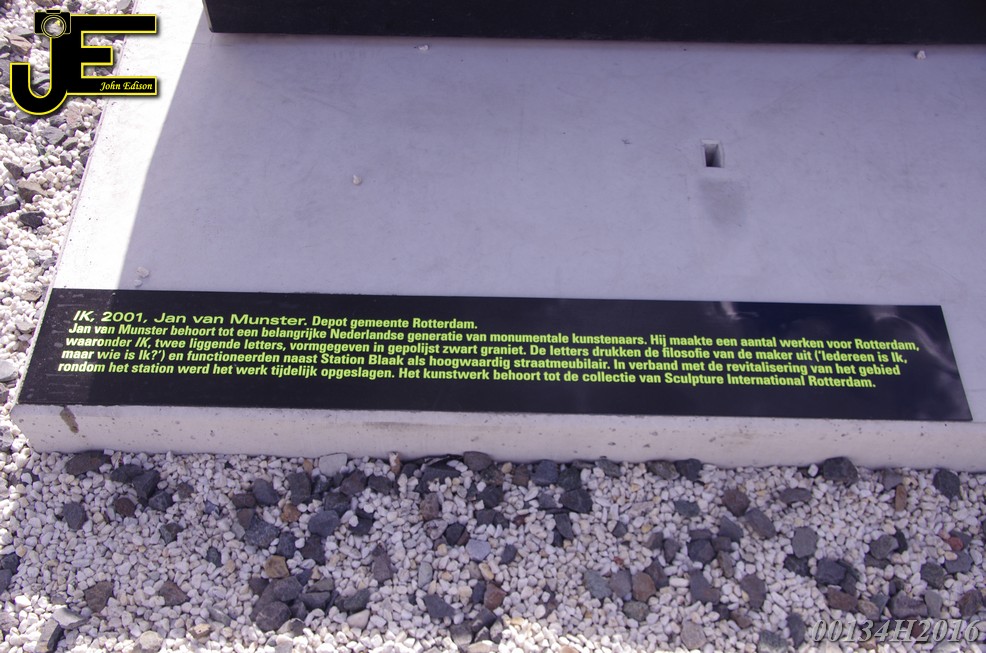 JE
John Edison
IK, 2001, Jan van Munster. Depot gemeente Rotterdam.
Jan van Munster behoort tot een belangrijke Nederlandse generatie van monumentale kunstenaars. Hij maakte een aantal werken voor Rotterdam,
waaronder IK, twee liggende letters, vormgegeven in gepolijst zwart graniet. De letters drukken de filosofie van de maker uit ('Iedereen is Ik,
maar wie is Ik?') en functioneerden naast Station Blaak als hoogwaardig straatmeubilair. In verband met de revitalisering van het gebied
rondom het station werd het werk tijdelijk opgeslagen. Het kunstwerk behoort tot de collectie van Sculpture International Rotterdam.
00134H2016